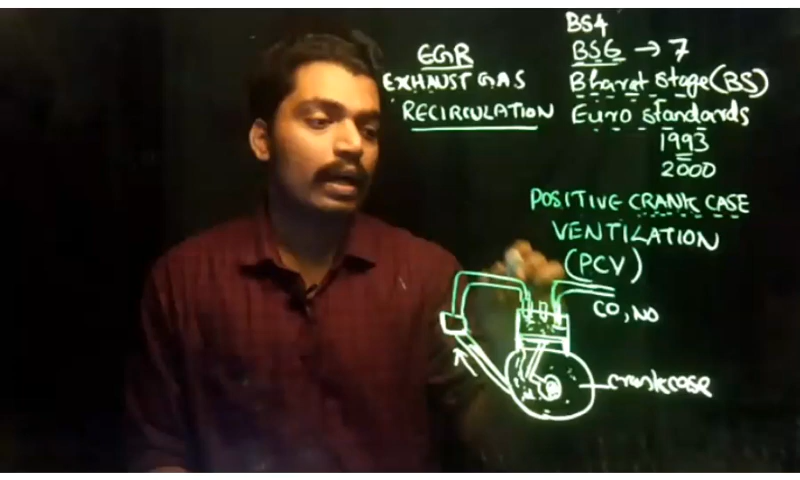 EGR
EXHAUST GAS
RECIRCULATION
BS4
BS6 → 7
Bharat stage (BS)
Euro standards
1993
2000
POSITIVE CRANK CASE
VENTILATION
(PCV)
CO, NO
crankcase